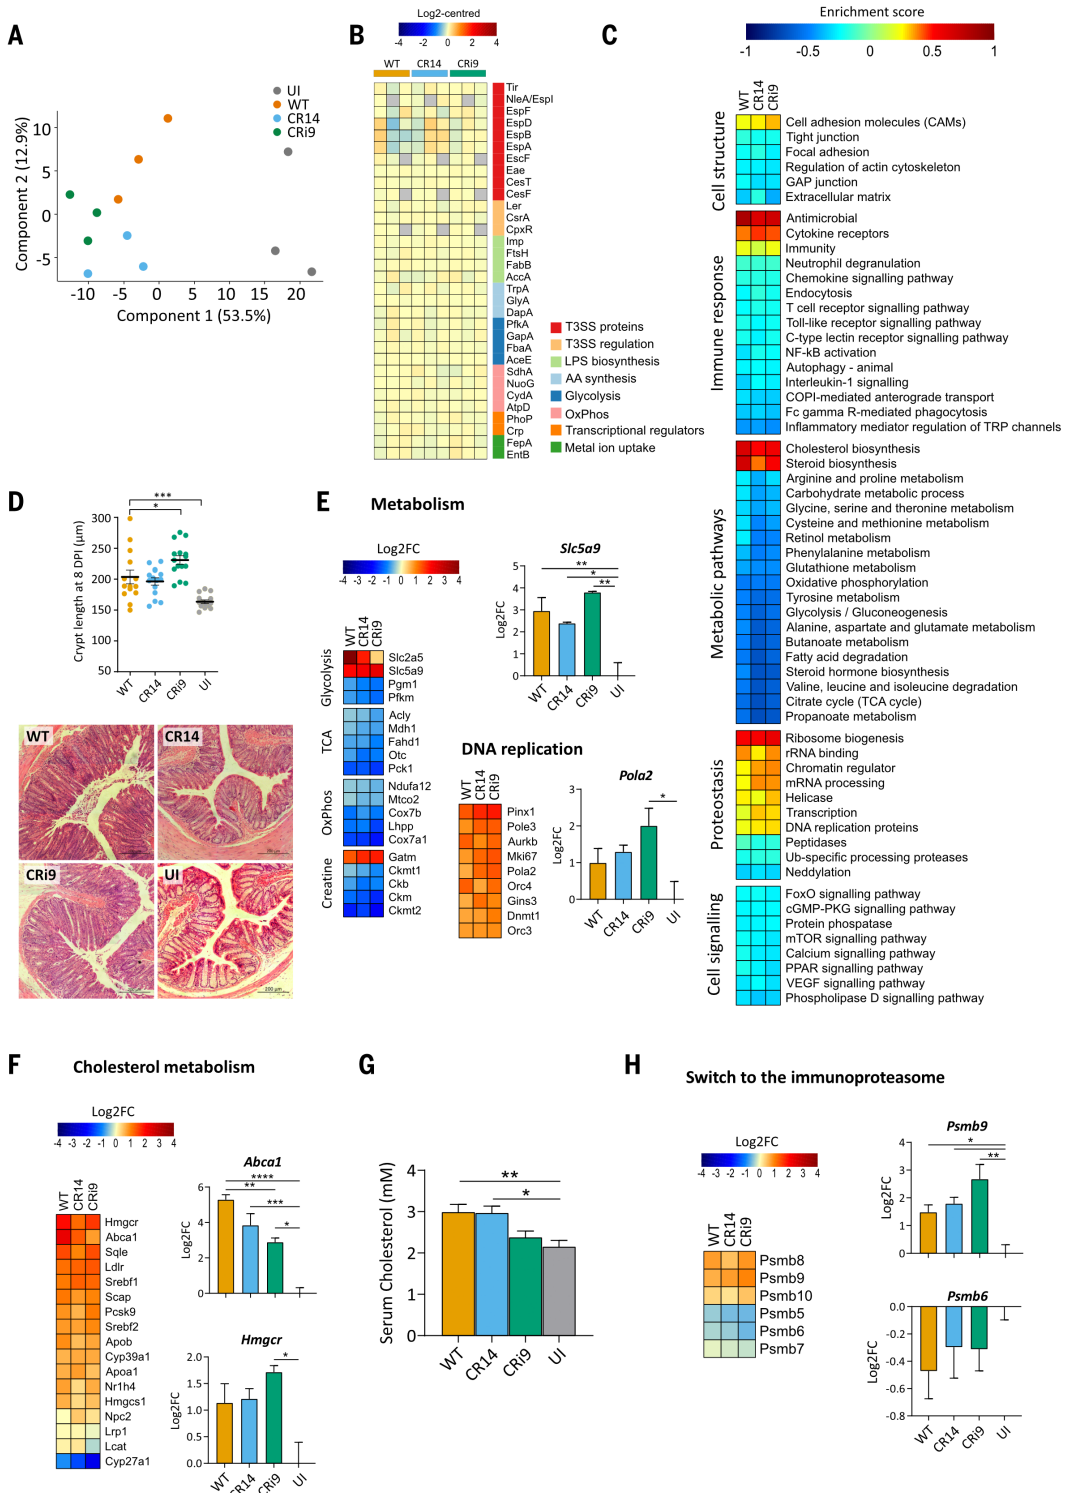 A
UI
WT
CR14
CRi9
10
5
0
-5
-10
-5
0
5
10
15
20
Component 2 (12.9%)
Component 1 (53.5%)
B
Log2-centred
-4
-2
0
2
4
WT
CR14
CRi9
Tir
NleA/EspI
EspF
EspD
EspB
EspA
EscF
Eae
CesT
CesF
Ler
CsrA
CpxR
Imp
FtsH
FabB
AccA
TrpA
GlyA
DapA
PfkA
GapA
FbaA
AceE
SdhA
NuoG
CydA
AtpD
PhoP
Crp
FepA
EntB
T3SS proteins
T3SS regulation
LPS biosynthesis
AA synthesis
Glycolysis
OxPhos
Transcriptional regulators
Metal ion uptake
C
Enrichment score
-1
-0.5
0
0.5
1
WT
CR14
CRi9
Cell structure
Cell adhesion molecules (CAMs)
Tight junction
Focal adhesion
Regulation of actin cytoskeleton
GAP junction
Extracellular matrix
Immune response
Antimicrobial
Cytokine receptors
Immunity
Neutrophil degranulation
Chemokine signalling pathway
Endocytosis
T cell receptor signalling pathway
Toll-like receptor signalling pathway
C-type lectin receptor signalling pathway
NF-kB activation
Autophagy - animal
Interleukin-1 signalling
COPI-mediated anterograde transport
Fc gamma R-mediated phagocytosis
Inflammatory mediator regulation of TRP channels
Metabolic pathways
Cholesterol biosynthesis
Steroid biosynthesis
Arginine and proline metabolism
Carbohydrate metabolic process
Glycine, serine and theronine metabolism
Cysteine and methionine metabolism
Retinol metabolism
Phenylalanine metabolism
Glutathione metabolism
Oxidative phosphorylation
Tyrosine metabolism
Glycolysis / Gluconeogenesis
Alanine, aspartate and glutamate metabolism
Butanoate metabolism
Fatty acid degradation
Steroid hormone biosynthesis
Valine, leucine and isoleucine degradation
Citrate cycle (TCA cycle)
Propanoate metabolism
Proteostasis
Ribosome biogenesis
rRNA binding
Chromatin regulator
mRNA processing
Helicase
Transcription
DNA replication proteins
Peptidases
Ub-specific processing proteases
Neddylation
Cell signalling
FoxO signalling pathway
cGMP-PKG signalling pathway
Protein phospatase
mTOR signalling pathway
Calcium signalling pathway
PPAR signalling pathway
VEGF signalling pathway
Phospholipase D signalling pathway
D
***
*
300
250
200
150
100
50
Crypt length at 8 DPI (µm)
WT
CR14
CRi9
UI
WT
CR14
CRi9
UI
200 µm
E
Metabolism
Log2FC
-4 -3 -2 -1 0 1 2 3 4
WT
CR14
CRi9
Glycolysis
Slc2a5
Slc5a9
Pgm1
Pfkm
TCA
Acly
Mdh1
Fahd1
Otc
Pck1
OxPhos
Ndufa12
Mtco2
Cox7b
Lhpp
Cox7a1
Creatine
Gatm
Ckmt1
Ckb
Ckm
Ckmt2
Slc5a9
**
*
**
5
4
3
2
1
0
Log2FC
WT
CR14
CRi9
UI
DNA replication
WT
CR14
CRi9
Pinx1
Pole3
Aurkb
Mki67
Pola2
Orc4
Gins3
Dnmt1
Orc3
Pola2
*
3
2
1
0
Log2FC
WT
CR14
CRi9
UI
F
Cholesterol metabolism
Log2FC
-4 -3 -2 -1 0 1 2 3 4
WT
CR14
CRi9
Hmgcr
Abca1
Sqle
Ldlr
Srebf1
Scap
Pcsk9
Srebf2
Apob
Cyp39a1
Apoa1
Nr1h4
Hmgcs1
Npc2
Lrp1
Lcat
Cyp27a1
Abca1
****
**
***
*
6
4
2
0
Log2FC
Hmgcr
*
2.0
1.5
1.0
0.5
0.0
Log2FC
WT
CR14
CRi9
UI
G
**
*
4
3
2
1
0
Serum Cholesterol (mM)
WT
CR14
CRi9
UI
H
Switch to the immunoproteasome
Log2FC
-4 -3 -2 -1 0 1 2 3 4
WT
CR14
CRi9
Psmb8
Psmb9
Psmb10
Psmb5
Psmb6
Psmb7
Psmb9
*
**
4
3
2
1
0
Log2FC
Psmb6
0.0
-0.2
-0.4
-0.6
-0.8
Log2FC
WT
CR14
CRi9
UI